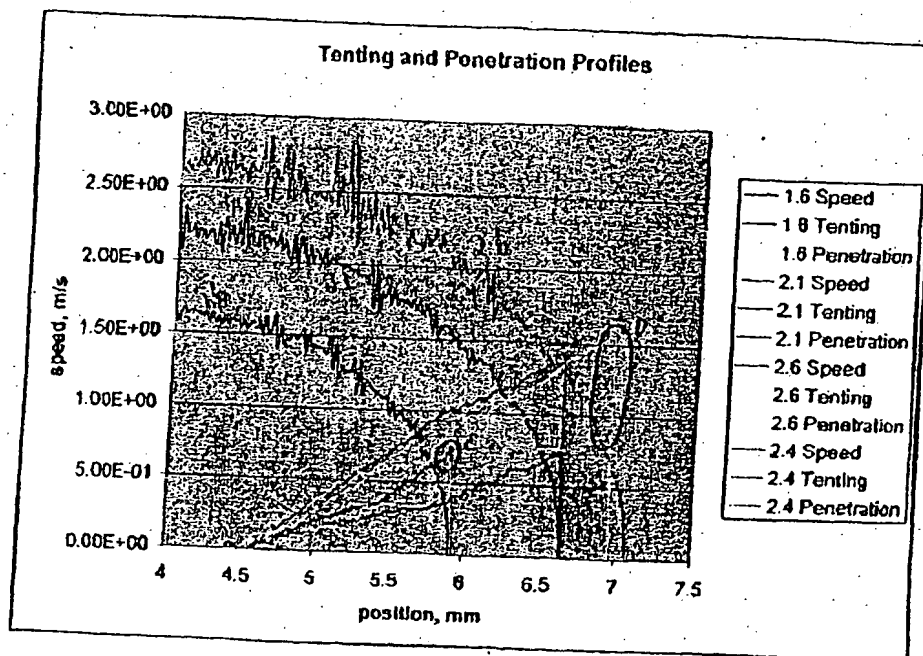 Tenting and Penetration Profiles
3.00E+00
2.50E+00
2.00E+00
1.50E+00
1.00E+00
5.00E-01
0.00E+00
speed, m/s
4
4.5
5
5.5
6
6.5
7
7.5
position, mm
1.6 Speed
1.6 Tenting
1.6 Penetration
2.1 Speed
2.1 Tenting
2.1 Penetration
2.6 Speed
2.6 Tenting
2.6 Penetration
2.4 Speed
2.4 Tenting
2.4 Penetration